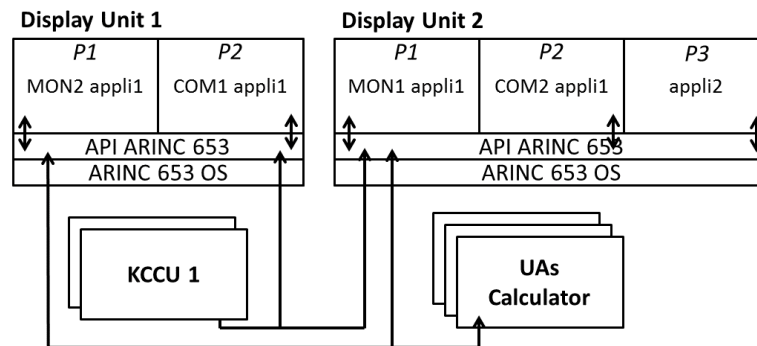 Display Unit 1
Display Unit 2
P1
P2
P1
P2
P3
MON2 appli1
COM1 appli1
MON1 appli1
COM2 appli1
appli2
API ARINC 653
API ARINC 653
ARINC 653 OS
ARINC 653 OS
KCCU 1
UAs
Calculator